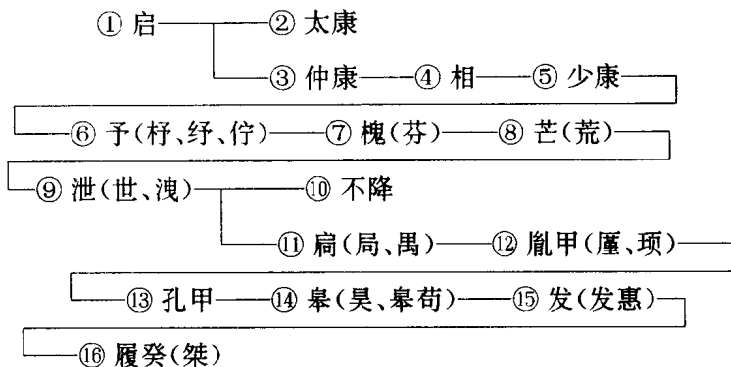 ① 启 ② 太康
③ 仲康 ④ 相 ⑤ 少康
⑥ 予(杼、纾、佇) ⑦ 槐(芬) ⑧ 芒(荒)
⑨ 泄(世、洩) ⑩ 不降
⑪ 扃(局、禺) ⑫ 胤甲(廑、顼)
⑬ 孔甲 ⑭ 皋(昊、皋苟) ⑮ 发(发惠)
⑯ 履癸(桀)